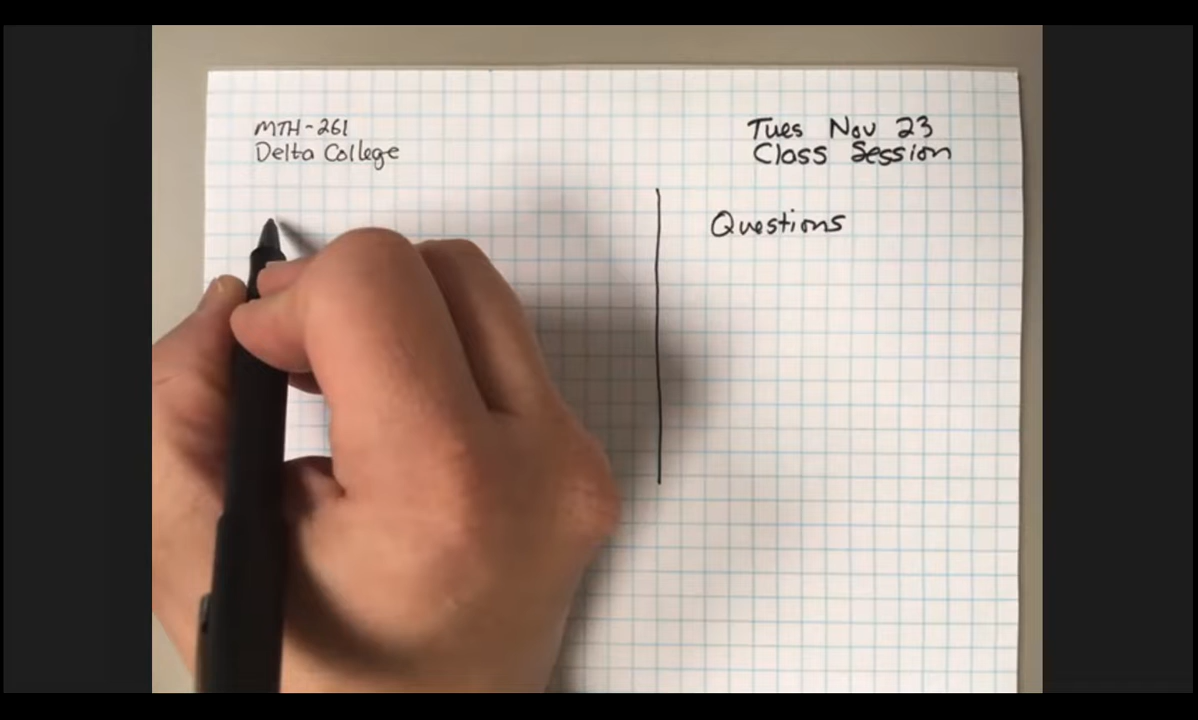 MTH-261
Delta College
Tues Nov 23
Class Session
Questions